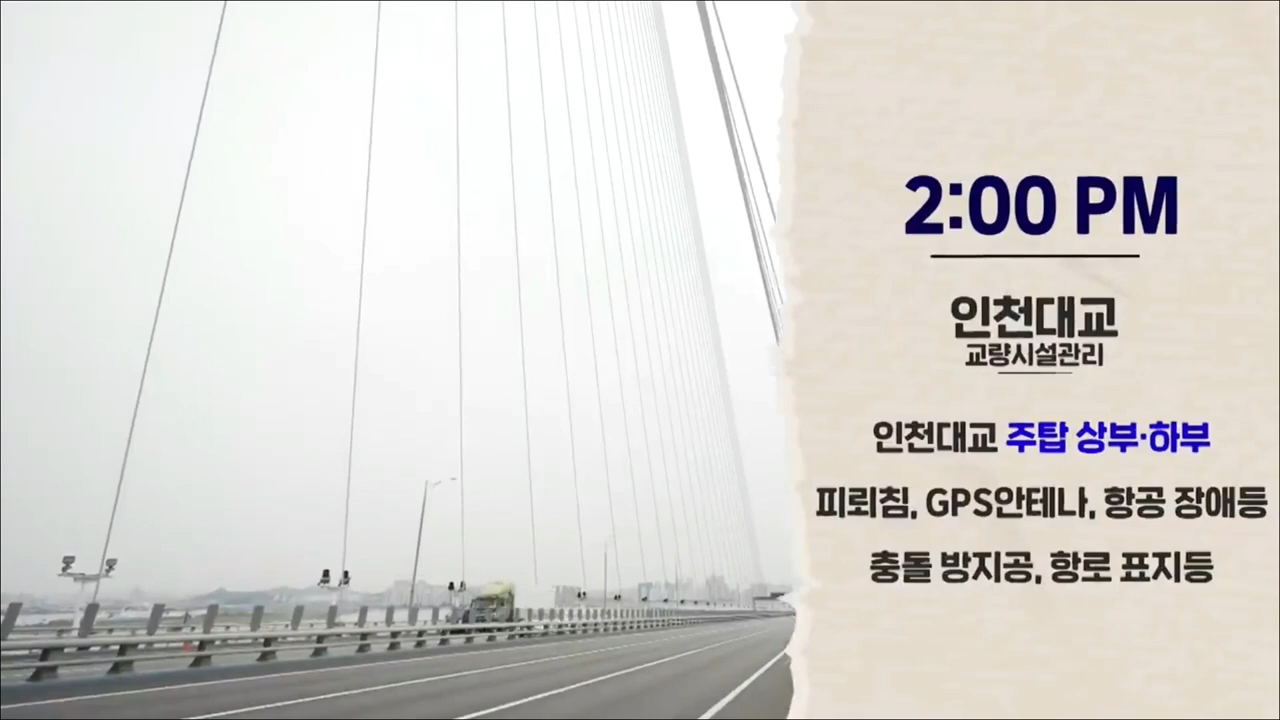 2:00 PM
인천대교
교량시설관리
인천대교 주탑 상부·하부
피뢰침, GPS안테나, 항공 장애등
충돌 방지공, 항로 표지등